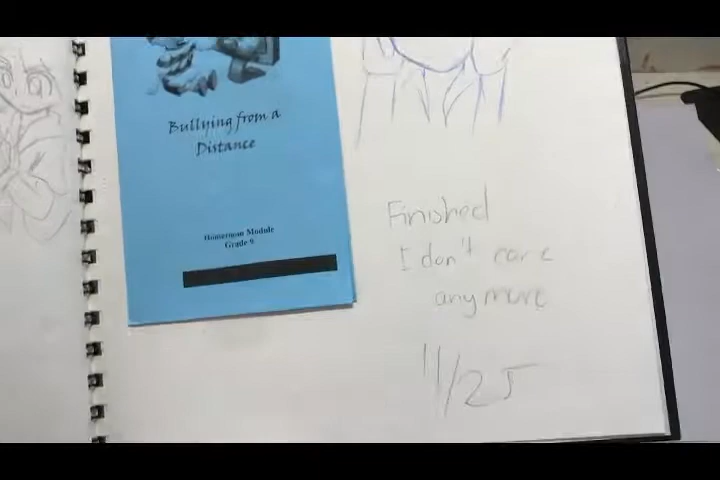 Bullying from a
Distance
Homeroom Module
Grade 9
Finished
I don't care
anymore
11/25